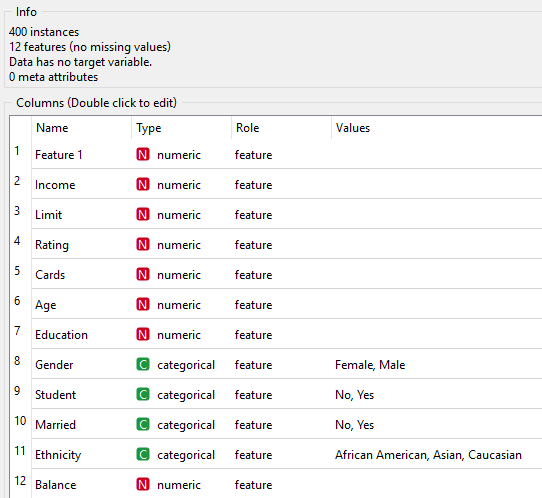 Info
400 instances
12 features (no missing values)
Data has no target variable.
0 meta attributes
Columns (Double click to edit)
Name Type Role Values
1 Feature 1 N numeric feature
2 Income N numeric feature
3 Limit N numeric feature
4 Rating N numeric feature
5 Cards N numeric feature
6 Age N numeric feature
7 Education N numeric feature
8 Gender C categorical feature Female, Male
9 Student C categorical feature No, Yes
10 Married C categorical feature No, Yes
11 Ethnicity C categorical feature African American, Asian, Caucasian
12 Balance N numeric feature